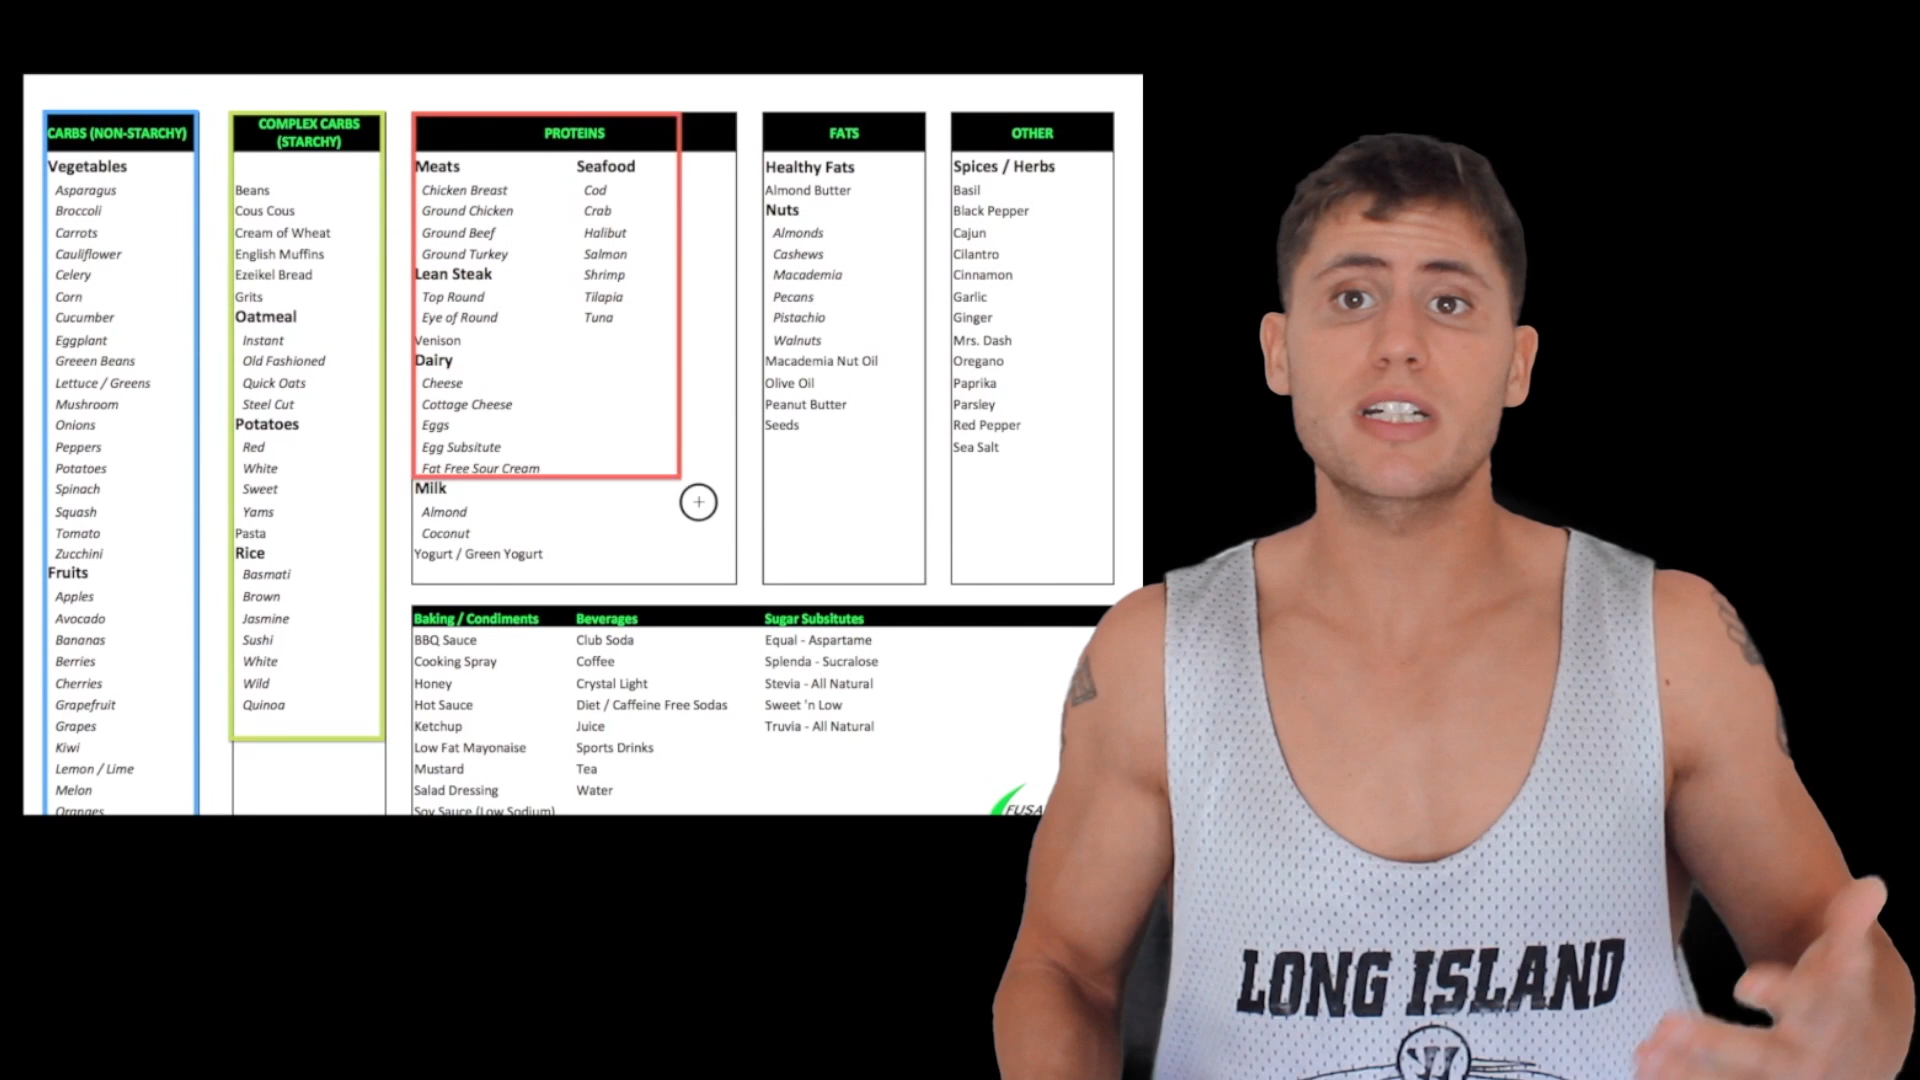 CARBS (NON-STARCHY)
Vegetables
Asparagus
Broccoli
Carrots
Cauliflower
Celery
Corn
Cucumber
Eggplant
Greeen Beans
Lettuce / Greens
Mushroom
Onions
Peppers
Potatoes
Spinach
Squash
Tomato
Zucchini
Fruits
Apples
Avocado
Bananas
Berries
Cherries
Grapefruit
Grapes
Kiwi
Lemon / Lime
Melon
Oranges
COMPLEX CARBS
(STARCHY)
Beans
Cous Cous
Cream of Wheat
English Muffins
Ezeikel Bread
Grits
Oatmeal
Instant
Old Fashioned
Quick Oats
Steel Cut
Potatoes
Red
White
Sweet
Yams
Pasta
Rice
Basmati
Brown
Jasmine
Sushi
White
Wild
Quinoa
PROTEINS
Meats
Chicken Breast
Ground Chicken
Ground Beef
Ground Turkey
Lean Steak
Top Round
Eye of Round
Venison
Dairy
Cheese
Cottage Cheese
Eggs
Egg Subsitute
Fat Free Sour Cream
Milk
Almond
Coconut
Yogurt / Green Yogurt
Seafood
Cod
Crab
Halibut
Salmon
Shrimp
Tilapia
Tuna
FATS
Healthy Fats
Almond Butter
Nuts
Almonds
Cashews
Macademia
Pecans
Pistachio
Walnuts
Macademia Nut Oil
Olive Oil
Peanut Butter
Seeds
OTHER
Spices / Herbs
Basil
Black Pepper
Cajun
Cilantro
Cinnamon
Garlic
Ginger
Mrs. Dash
Oregano
Paprika
Parsley
Red Pepper
Sea Salt
Baking / Condiments
BBQ Sauce
Cooking Spray
Honey
Hot Sauce
Ketchup
Low Fat Mayonaise
Mustard
Salad Dressing
Soy Sauce (Low Sodium)
Beverages
Club Soda
Coffee
Crystal Light
Diet / Caffeine Free Sodas
Juice
Sports Drinks
Tea
Water
Sugar Subsitutes
Equal - Aspartame
Splenda - Sucralose
Stevia - All Natural
Sweet 'n Low
Truvia - All Natural
FUSA
LONG ISLAND